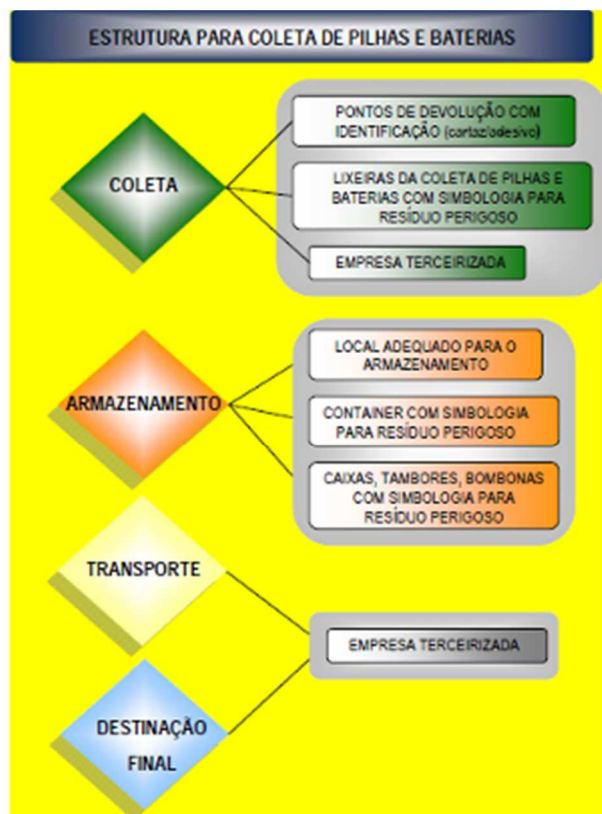 ESTRUTURA PARA COLETA DE PILHAS E BATERIAS
COLETA
PONTOS DE DEVOLUÇÃO COM
IDENTIFICAÇÃO (cartaz/adesivo)
LIXEIRAS DA COLETA DE PILHAS E
BATERIAS COM SIMBOLOGIA PARA
RESÍDUO PERIGOSO
EMPRESA TERCEIRIZADA
ARMAZENAMENTO
LOCAL ADEQUADO PARA O
ARMAZENAMENTO
CONTAINER COM SIMBOLOGIA
PARA RESÍDUO PERIGOSO
CAIXAS, TAMBORES, BOMBONAS
COM SIMBOLOGIA PARA
RESÍDUO PERIGOSO
TRANSPORTE
EMPRESA TERCEIRIZADA
DESTINAÇÃO
FINAL